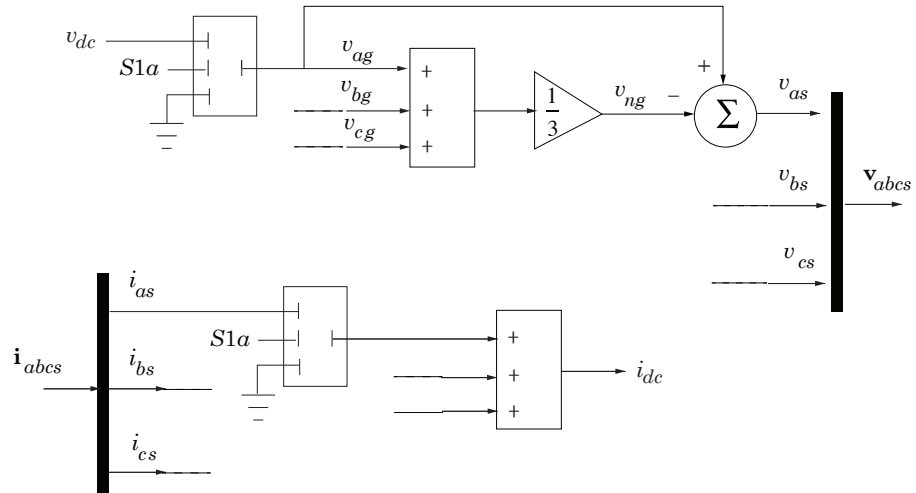 v_dc
S1a
v_ag
v_bg
v_cg
+
+
+
1/3
v_ng
−
+
Σ
v_as
v_bs
v_cs
v_abcs
i_abcs
i_as
i_bs
i_cs
S1a
+
+
+
i_dc